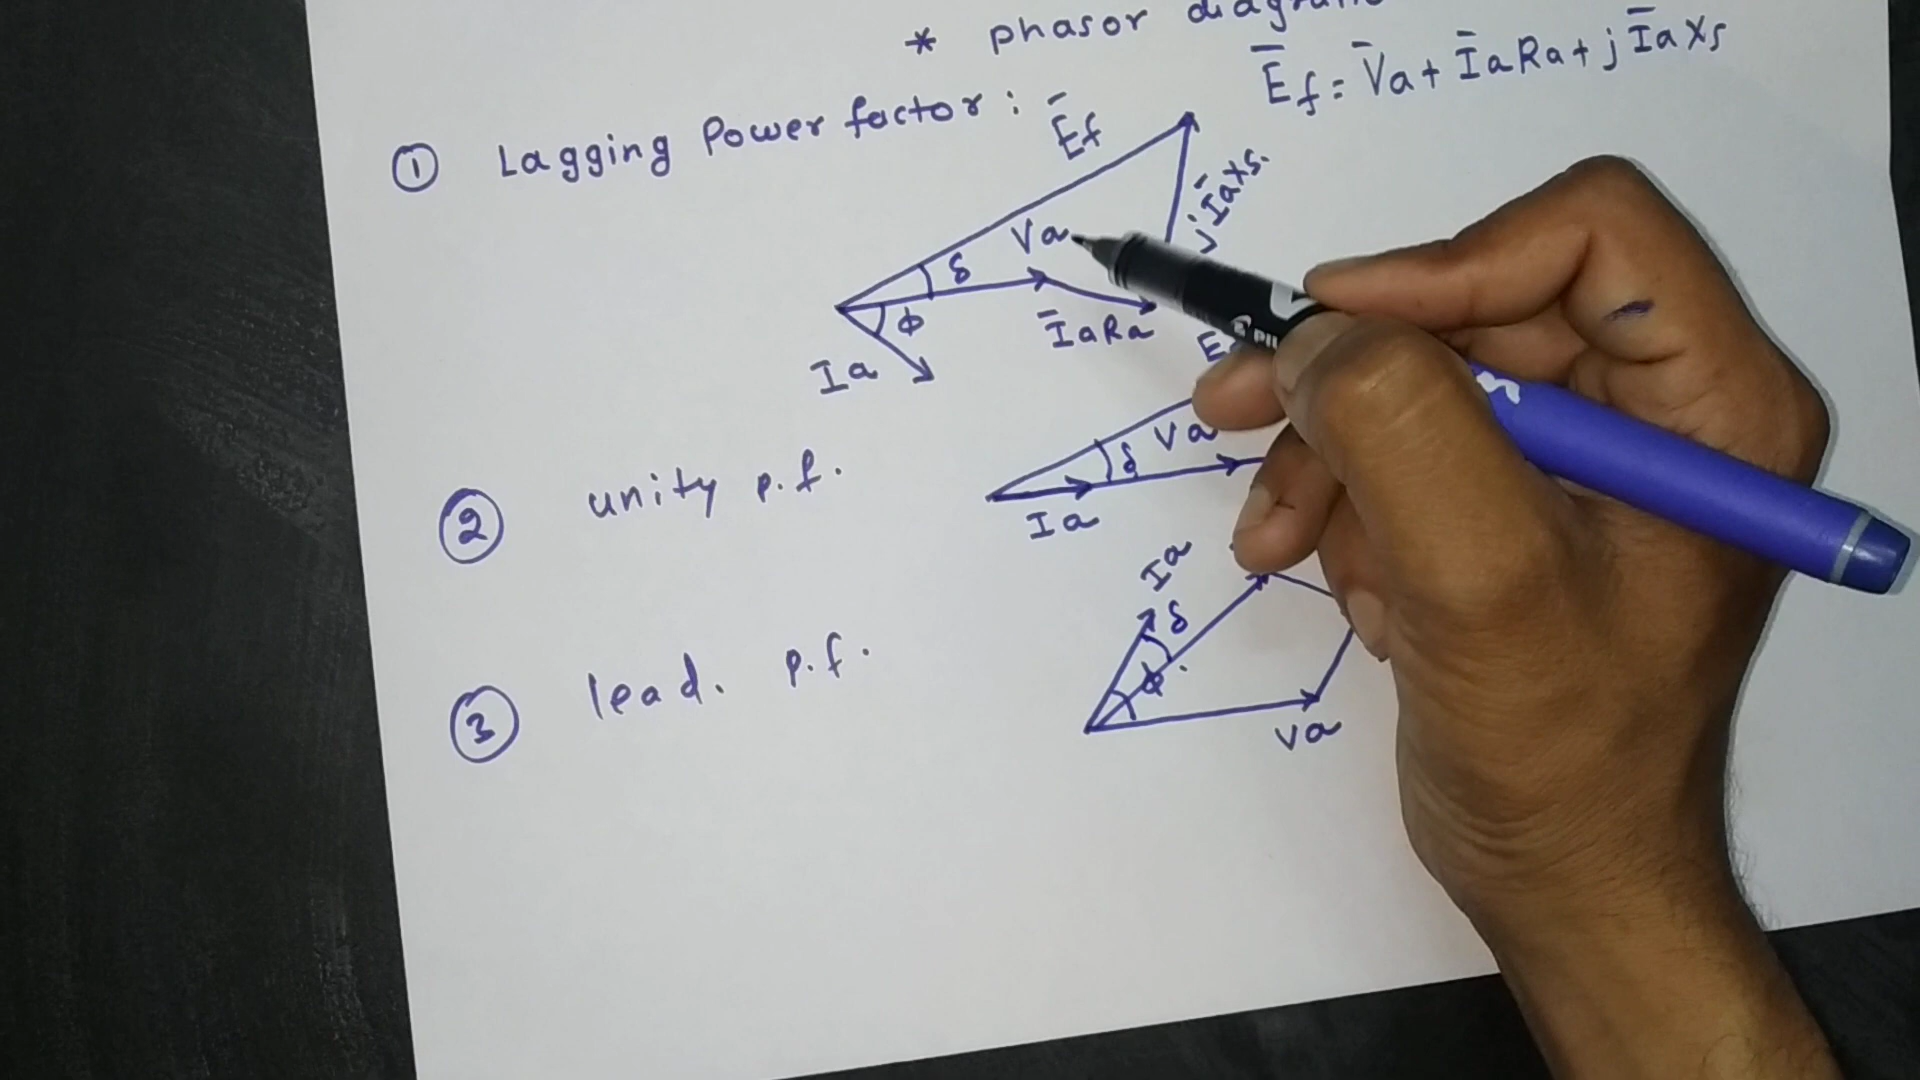 * phasor diagram
Ēf = V̄a + ĪaRa + jĪaXs
① Lagging Power factor :
Ēf
jĪaXs.
Va
δ
ϕ
ĪaRa
Ia
② unity p.f.
Va
δ
Ia
③ lead. p.f.
Ia
δ
ϕ.
Va